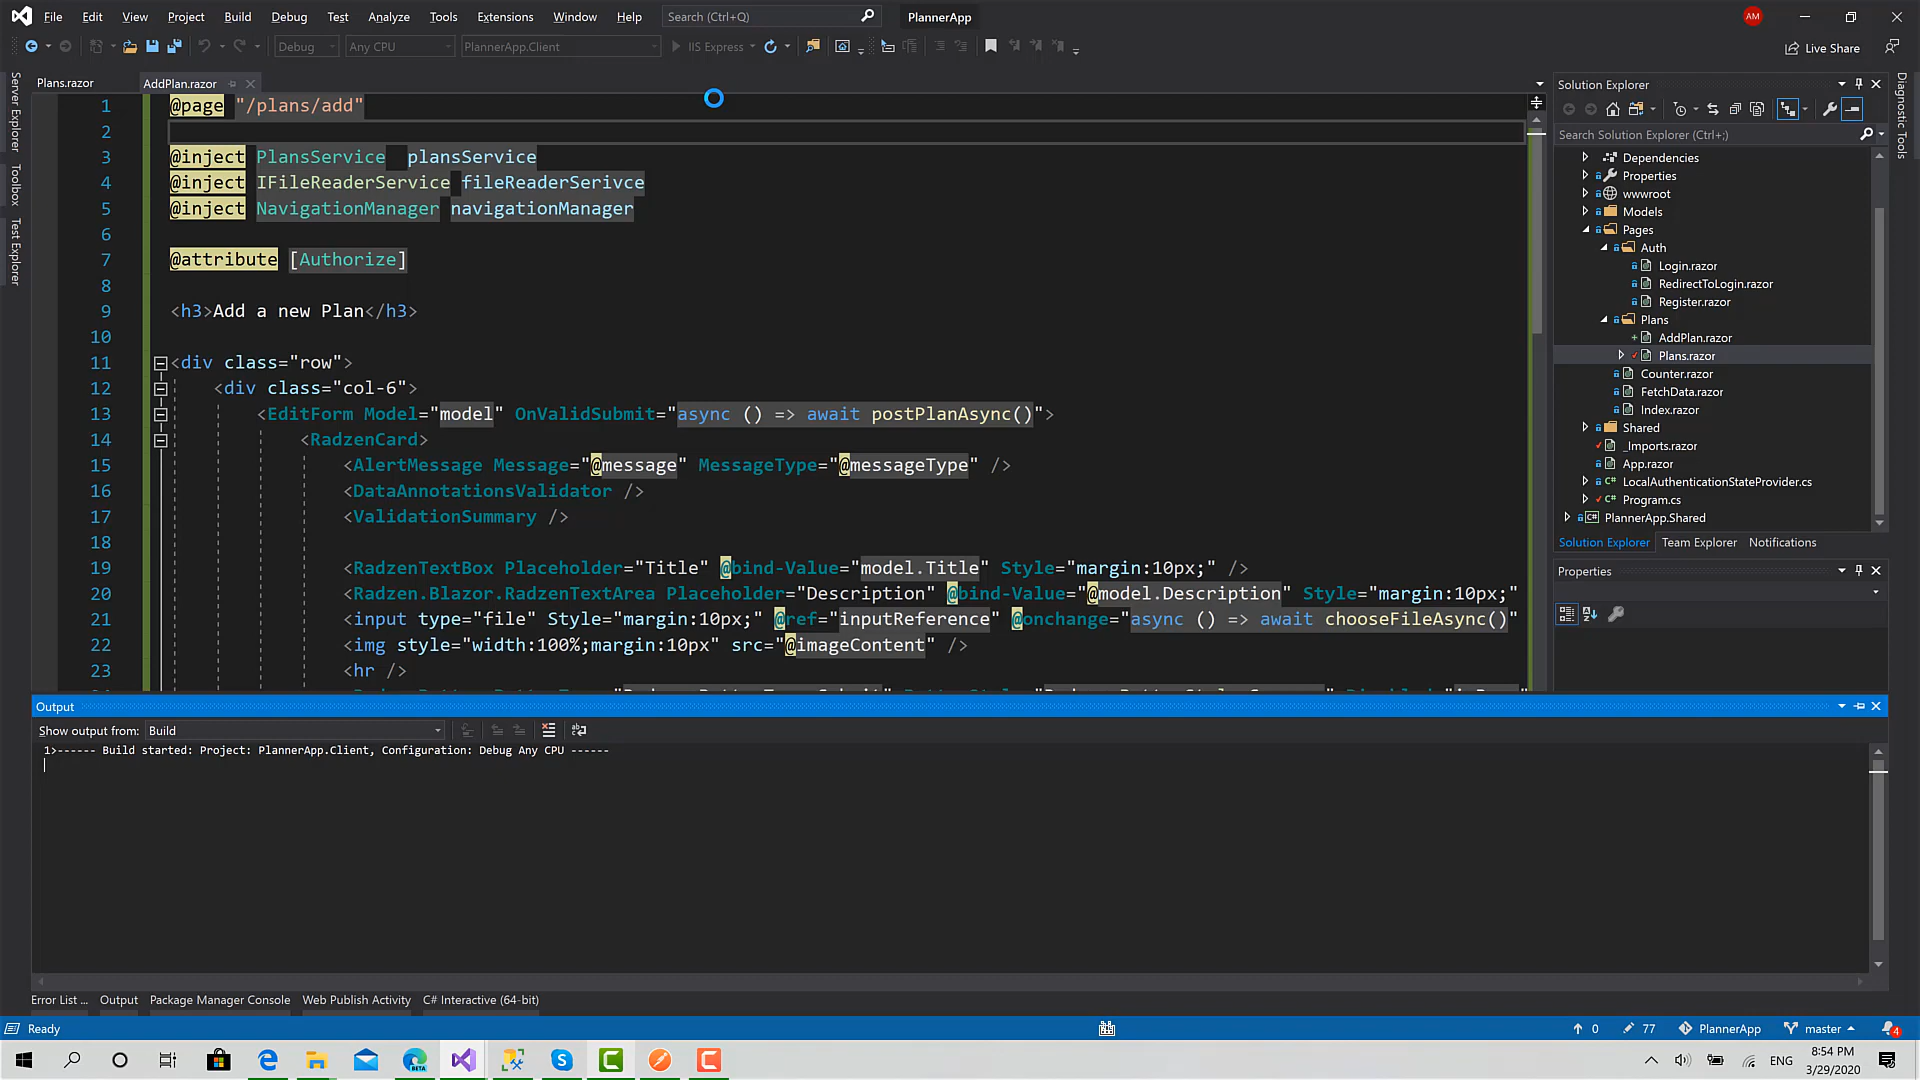 File Edit View Project Build Debug Test Analyze Tools Extensions Window Help Search (Ctrl+Q) PlannerApp AM
Debug Any CPU PlannerApp.Client IIS Express Live Share
Server Explorer
Toolbox
Test Explorer
Plans.razor AddPlan.razor
1 @page "/plans/add"
2
3 @inject PlansService plansService
4 @inject IFileReaderService fileReaderSerivce
5 @inject NavigationManager navigationManager
6
7 @attribute [Authorize]
8
9 <h3>Add a new Plan</h3>
10
11 <div class="row">
12 <div class="col-6">
13 <EditForm Model="model" OnValidSubmit="async () => await postPlanAsync()">
14 <RadzenCard>
15 <AlertMessage Message="@message" MessageType="@messageType" />
16 <DataAnnotationsValidator />
17 <ValidationSummary />
18
19 <RadzenTextBox Placeholder="Title" @bind-Value="model.Title" Style="margin:10px;" />
20 <Radzen.Blazor.RadzenTextArea Placeholder="Description" @bind-Value="@model.Description" Style="margin:10px;"
21 <input type="file" Style="margin:10px;" @ref="inputReference" @onchange="async () => await chooseFileAsync()"
22 <img style="width:100%;margin:10px" src="@imageContent" />
23 <hr />
Solution Explorer
Search Solution Explorer (Ctrl+;)
Dependencies
Properties
wwwroot
Models
Pages
Auth
Login.razor
RedirectToLogin.razor
Register.razor
Plans
AddPlan.razor
Plans.razor
Counter.razor
FetchData.razor
Index.razor
Shared
_Imports.razor
App.razor
LocalAuthenticationStateProvider.cs
Program.cs
PlannerApp.Shared
Solution Explorer Team Explorer Notifications
Properties
Diagnostic Tools
Output
Show output from: Build
1>------ Build started: Project: PlannerApp.Client, Configuration: Debug Any CPU ------
Error List ... Output Package Manager Console Web Publish Activity C# Interactive (64-bit)
Ready 0 77 PlannerApp master 4
BETA ENG 8:54 PM
3/29/2020